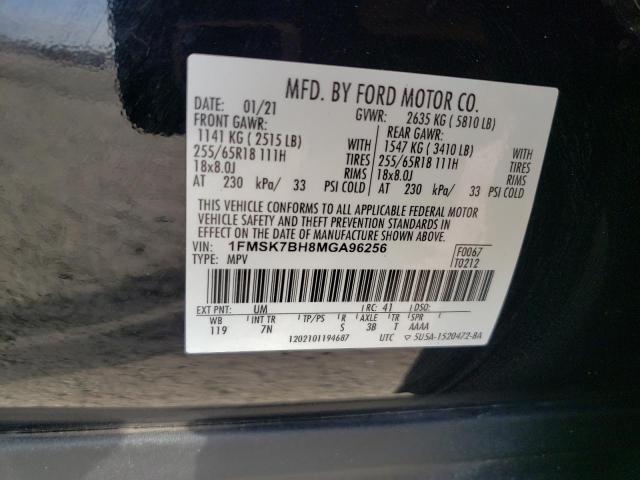 MFD. BY FORD MOTOR CO.
DATE: 01/21 GVWR: 2635 KG ( 5810 LB)
FRONT GAWR: REAR GAWR:
1141 KG ( 2515 LB) WITH 1547 KG ( 3410 LB) WITH
255/65R18 111H TIRES 255/65R18 111H TIRES
18x8.0J RIMS 18x8.0J RIMS
AT 230 kPa/ 33 PSI COLD AT 230 kPa/ 33 PSI COLD
THIS VEHICLE CONFORMS TO ALL APPLICABLE FEDERAL MOTOR
VEHICLE SAFETY AND BUMPER STANDARDS IN
EFFECT ON THE DATE OF MANUFACTURE SHOWN ABOVE.
VIN: 1FMSK7BH8MGA96256 F0067
TYPE: MPV T0212
EXT PNT: UM RC: 41 DSO:
WB INT TR TP/PS R AXLE TR SPR
119 7N S 3B T AAAA
1202101194687 UTC 5U5A-1520472-BA